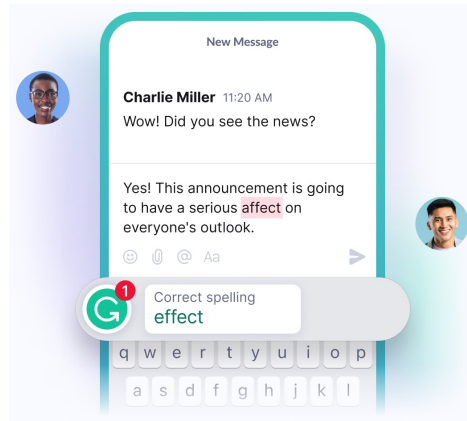 New Message
Charlie Miller 11:20 AM
Wow! Did you see the news?
Yes! This announcement is going
to have a serious affect on
everyone's outlook.
@ Aa
1
Correct spelling
G effect
q w e r t y u i o p
a s d f g h j k l